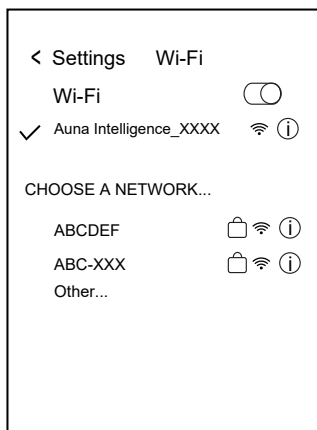 < Settings Wi-Fi
Wi-Fi
Auna Intelligence_XXXX
CHOOSE A NETWORK...
ABCDEF
ABC-XXX
Other...